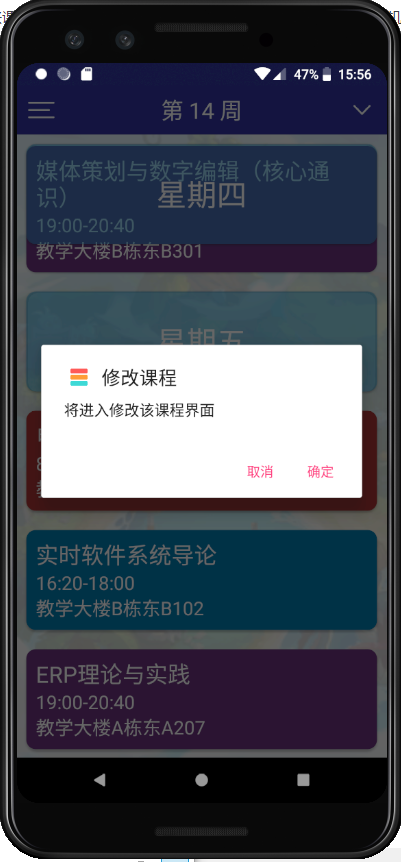 47% 15:56
第 14 周
媒体策划与数字编辑（核心通
识）
星期四
19:00-20:40
教学大楼B栋东B301
星期五
修改课程
将进入修改该课程界面
取消 确定
实时软件系统导论
16:20-18:00
教学大楼B栋东B102
ERP理论与实践
19:00-20:40
教学大楼A栋东A207